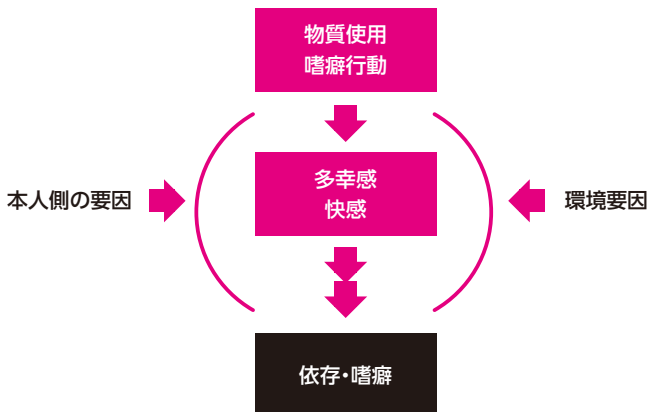 物質使用
嗜癖行動
多幸感
快感
本人側の要因
環境要因
依存・嗜癖